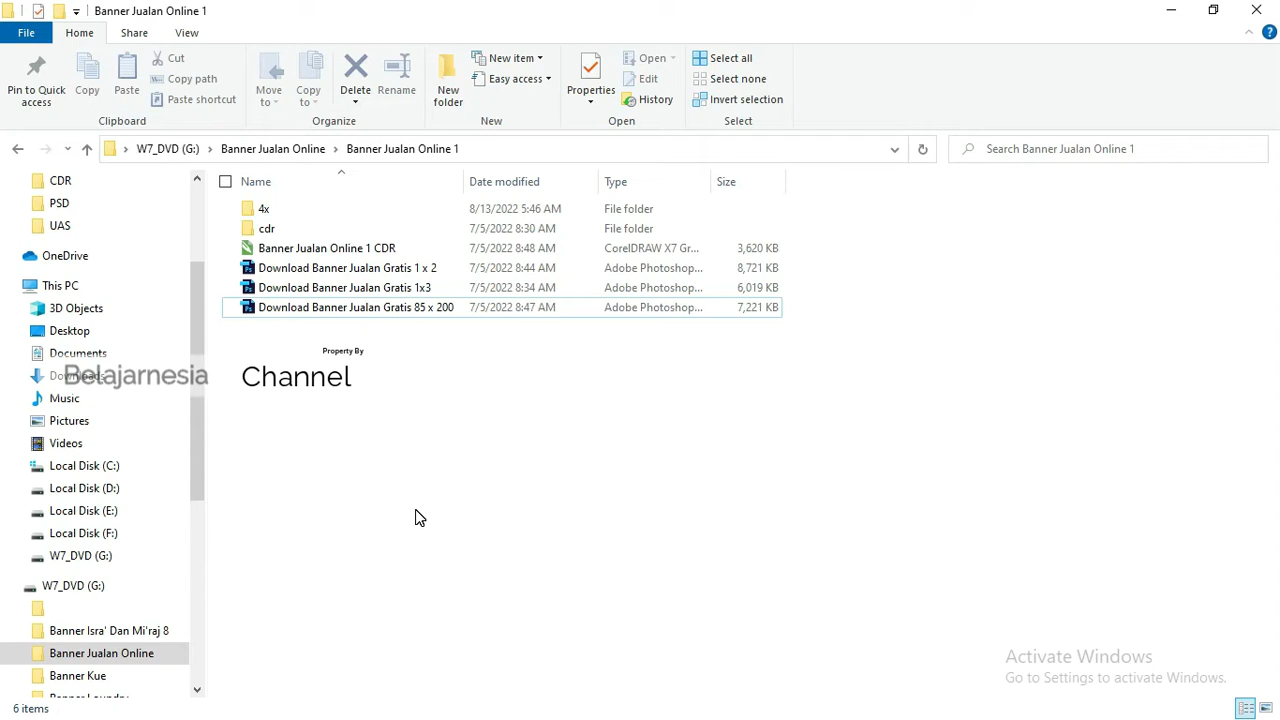 Banner Jualan Online 1
File
Home
Share
View
Pin to Quick access
Copy
Paste
Cut
Copy path
Paste shortcut
Clipboard
Move to
Copy to
Delete
Rename
Organize
New folder
New item
Easy access
New
Properties
Open
Edit
History
Open
Select all
Select none
Invert selection
Select
W7_DVD (G:) › Banner Jualan Online › Banner Jualan Online 1
Search Banner Jualan Online 1
CDR
PSD
UAS
OneDrive
This PC
3D Objects
Desktop
Documents
Downloads
Music
Pictures
Videos
Local Disk (C:)
Local Disk (D:)
Local Disk (E:)
Local Disk (F:)
W7_DVD (G:)
W7_DVD (G:)
Banner Isra' Dan Mi'raj 8
Banner Jualan Online
Banner Kue
Banner Laundry
Name Date modified Type Size
4x 8/13/2022 5:46 AM File folder
cdr 7/5/2022 8:30 AM File folder
Banner Jualan Online 1 CDR 7/5/2022 8:48 AM CorelDRAW X7 Gr... 3,620 KB
Download Banner Jualan Gratis 1 x 2 7/5/2022 8:44 AM Adobe Photoshop... 8,721 KB
Download Banner Jualan Gratis 1x3 7/5/2022 8:34 AM Adobe Photoshop... 6,019 KB
Download Banner Jualan Gratis 85 x 200 7/5/2022 8:47 AM Adobe Photoshop... 7,221 KB
Property By
Belajarnesia Channel
Activate Windows
Go to Settings to activate Windows.
6 items